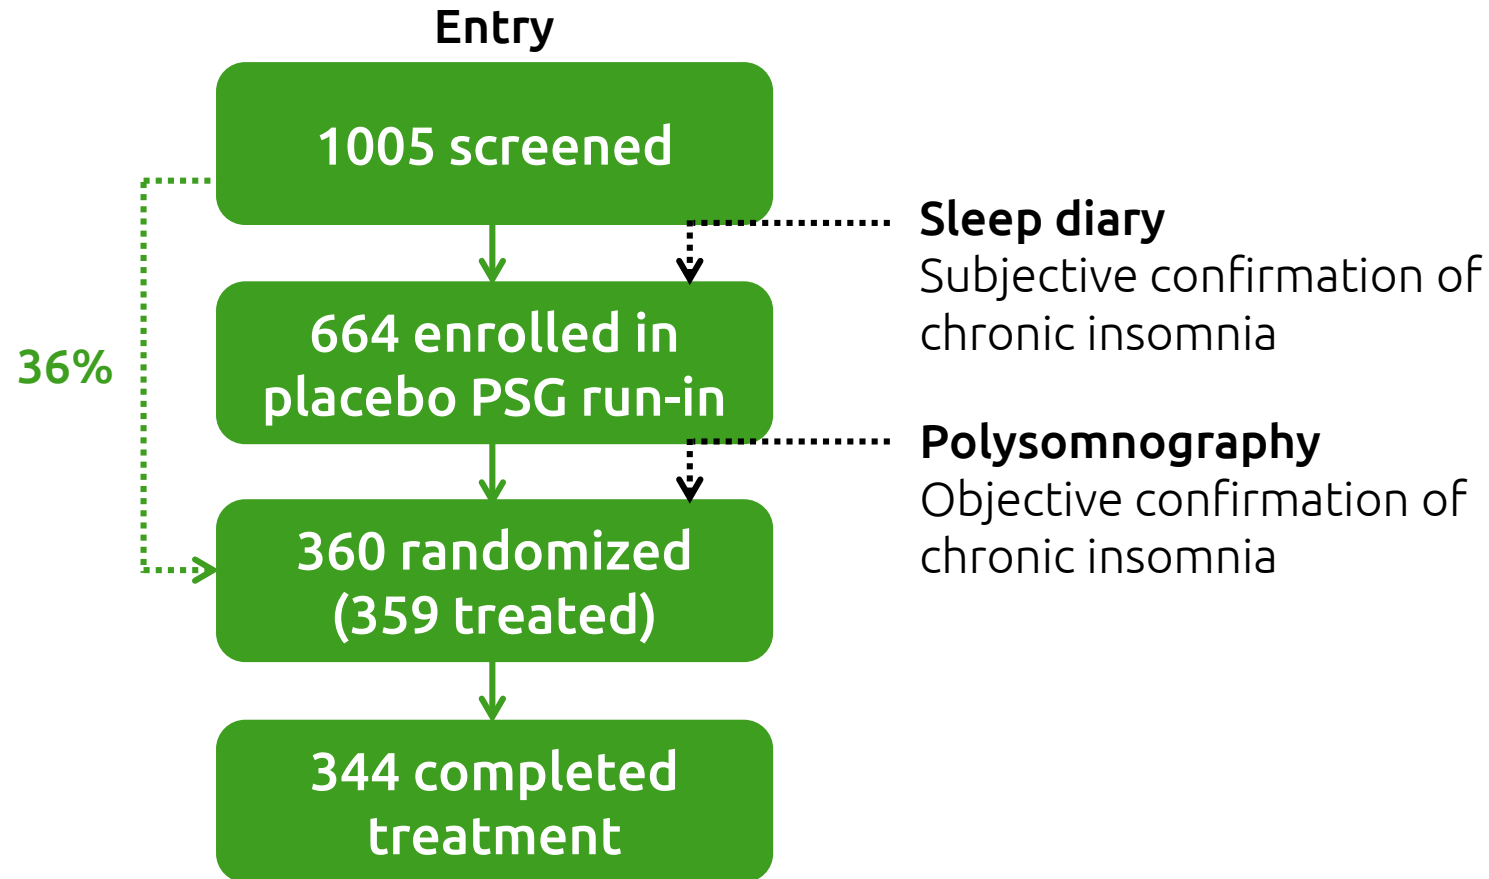 Entry
1005 screened
Sleep diary
Subjective confirmation of
chronic insomnia
664 enrolled in
placebo PSG run-in
36%
Polysomnography
Objective confirmation of
chronic insomnia
360 randomized
(359 treated)
344 completed
treatment